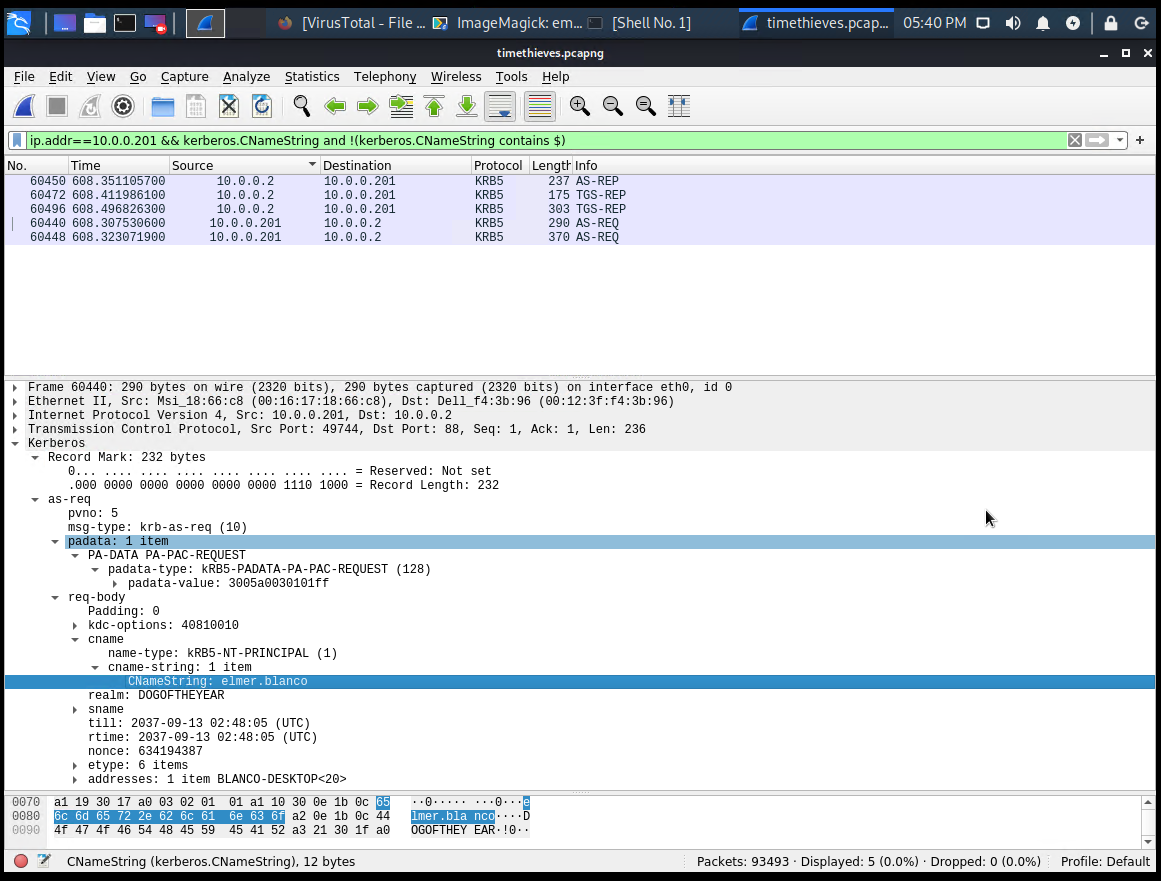 [VirusTotal - File ... ImageMagick: em... [Shell No. 1] timethieves.pcap... 05:40 PM
timethieves.pcapng
File Edit View Go Capture Analyze Statistics Telephony Wireless Tools Help
ip.addr==10.0.0.201 && kerberos.CNameString and !(kerberos.CNameString contains $)
No. Time Source Destination Protocol Length Info
60450 608.351105700 10.0.0.2 10.0.0.201 KRB5 237 AS-REP
60472 608.411986100 10.0.0.2 10.0.0.201 KRB5 175 TGS-REP
60496 608.496826300 10.0.0.2 10.0.0.201 KRB5 303 TGS-REP
60440 608.307530600 10.0.0.201 10.0.0.2 KRB5 290 AS-REQ
60448 608.323071900 10.0.0.201 10.0.0.2 KRB5 370 AS-REQ
Frame 60440: 290 bytes on wire (2320 bits), 290 bytes captured (2320 bits) on interface eth0, id 0
Ethernet II, Src: Msi_18:66:c8 (00:16:17:18:66:c8), Dst: Dell_f4:3b:96 (00:12:3f:f4:3b:96)
Internet Protocol Version 4, Src: 10.0.0.201, Dst: 10.0.0.2
Transmission Control Protocol, Src Port: 49744, Dst Port: 88, Seq: 1, Ack: 1, Len: 236
Kerberos
Record Mark: 232 bytes
0... .... .... .... .... .... .... .... = Reserved: Not set
.000 0000 0000 0000 0000 0000 1110 1000 = Record Length: 232
as-req
pvno: 5
msg-type: krb-as-req (10)
padata: 1 item
PA-DATA PA-PAC-REQUEST
padata-type: kRB5-PADATA-PA-PAC-REQUEST (128)
padata-value: 3005a0030101ff
req-body
Padding: 0
kdc-options: 40810010
cname
name-type: kRB5-NT-PRINCIPAL (1)
cname-string: 1 item
CNameString: elmer.blanco
realm: DOGOFTHEYEAR
sname
till: 2037-09-13 02:48:05 (UTC)
rtime: 2037-09-13 02:48:05 (UTC)
nonce: 634194387
etype: 6 items
addresses: 1 item BLANCO-DESKTOP<20>
0070 a1 19 30 17 a0 03 02 01 01 a1 10 30 0e 1b 0c 65 ··0····· ···0···e
0080 6c 6d 65 72 2e 62 6c 61 6e 63 6f a2 0e 1b 0c 44 lmer.bla nco····D
0090 4f 47 4f 46 54 48 45 59 45 41 52 a3 21 30 1f a0 OGOFTHEY EAR·!0··
CNameString (kerberos.CNameString), 12 bytes Packets: 93493 · Displayed: 5 (0.0%) · Dropped: 0 (0.0%) Profile: Default